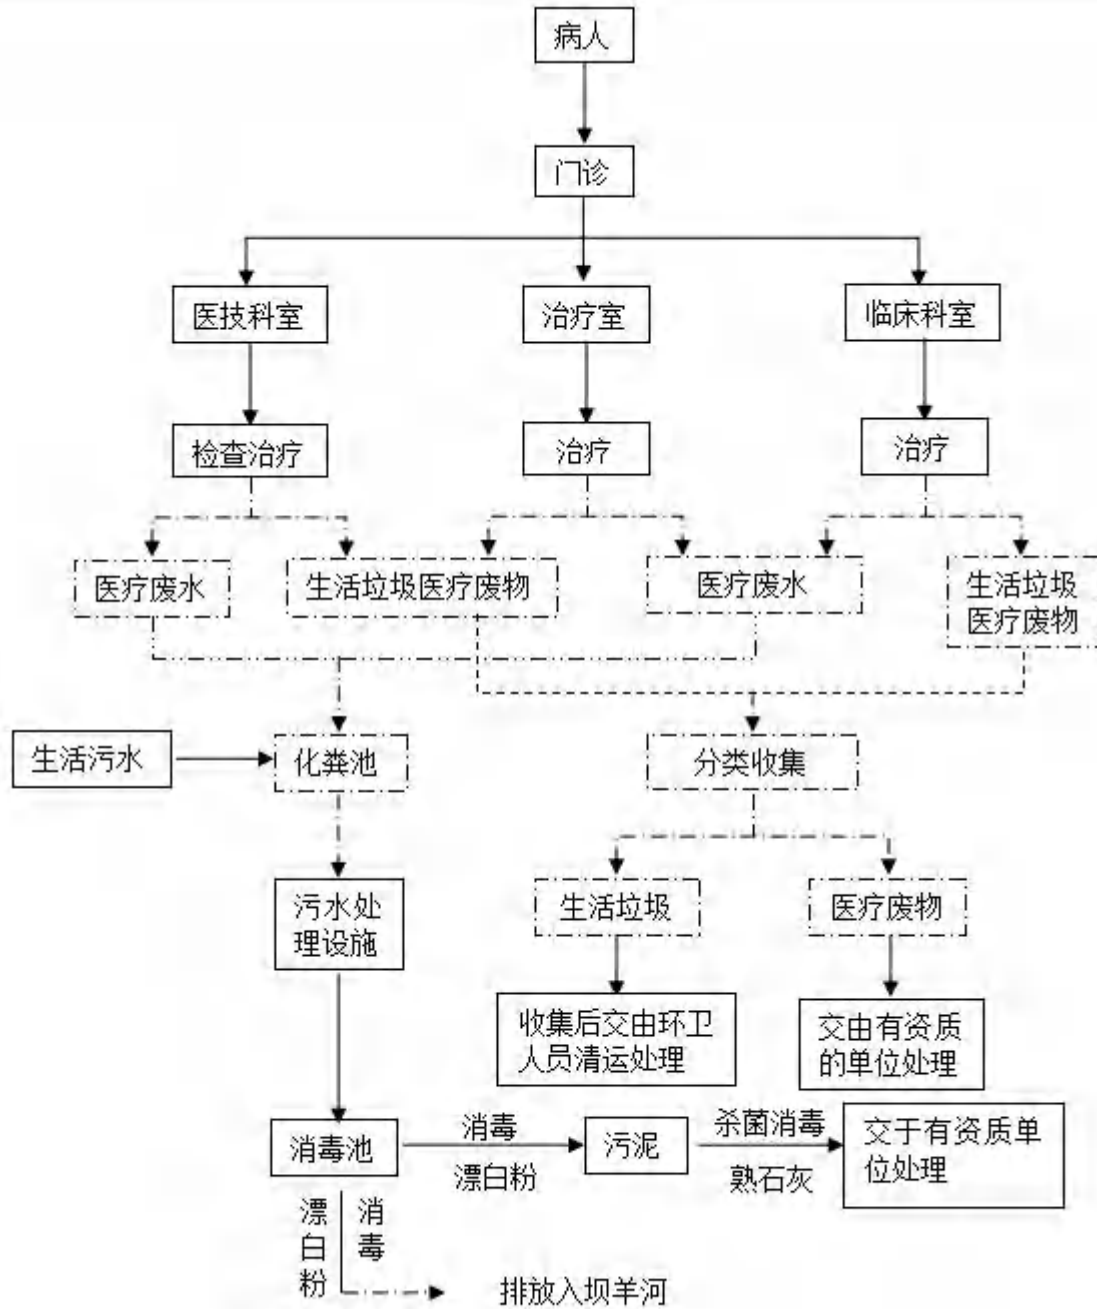 病人
门诊
医技科室
治疗室
临床科室
检查治疗
治疗
治疗
医疗废水
生活垃圾医疗废物
医疗废水
生活垃圾
医疗废物
生活污水
化粪池
分类收集
污水处
理设施
生活垃圾
医疗废物
收集后交由环卫
人员清运处理
交由有资质
的单位处理
消毒池
消毒
漂白粉
污泥
杀菌消毒
熟石灰
交于有资质单
位处理
漂白粉
消毒
排放入坝羊河